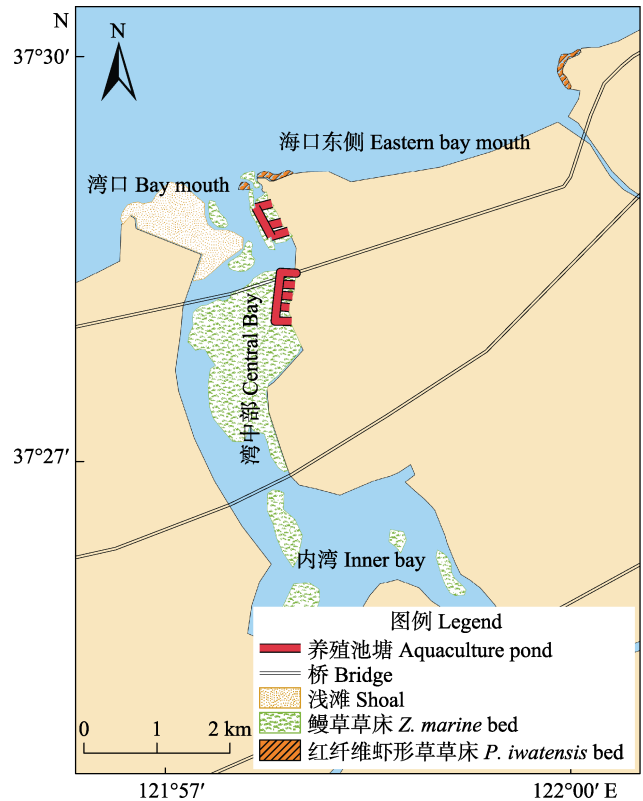 N
N
37°30′
海口东侧 Eastern bay mouth
湾口 Bay mouth
湾中部 Central Bay
37°27′
内湾 Inner bay
图例 Legend
养殖池塘 Aquaculture pond
桥 Bridge
浅滩 Shoal
鳗草草床 Z. marine bed
红纤维虾形草草床 P. iwatensis bed
0 1 2 km
121°57′ 122°00′ E